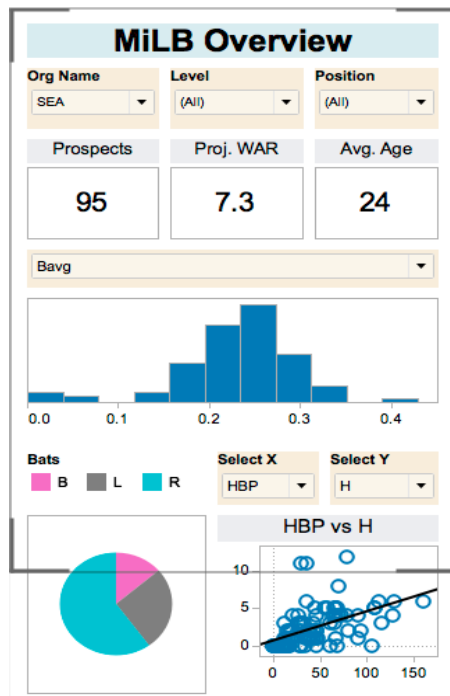 MiLB Overview
Org Name Level Position
SEA (All) (All)
Prospects Proj. WAR Avg. Age
95 7.3 24
Bavg
0.0 0.1 0.2 0.3 0.4
Bats Select X Select Y
B L R HBP H
HBP vs H
10
5
0
0 50 100 150